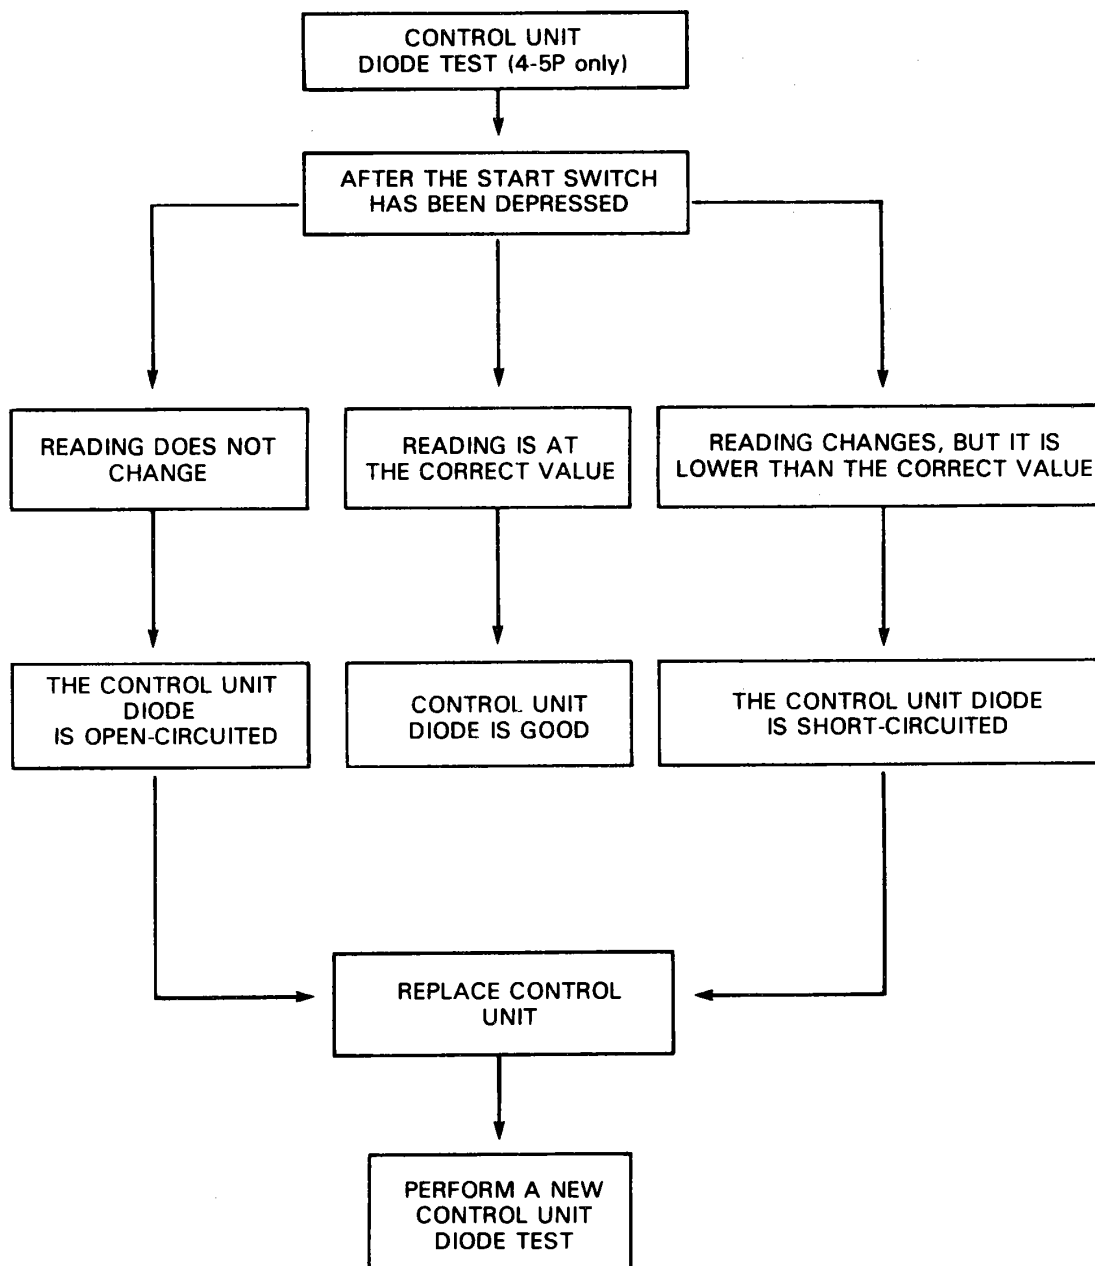 CONTROL UNIT
DIODE TEST (4-5P only)
AFTER THE START SWITCH
HAS BEEN DEPRESSED
READING DOES NOT
CHANGE
READING IS AT
THE CORRECT VALUE
READING CHANGES, BUT IT IS
LOWER THAN THE CORRECT VALUE
THE CONTROL UNIT
DIODE
IS OPEN-CIRCUITED
CONTROL UNIT
DIODE IS GOOD
THE CONTROL UNIT DIODE
IS SHORT-CIRCUITED
REPLACE CONTROL
UNIT
PERFORM A NEW
CONTROL UNIT
DIODE TEST